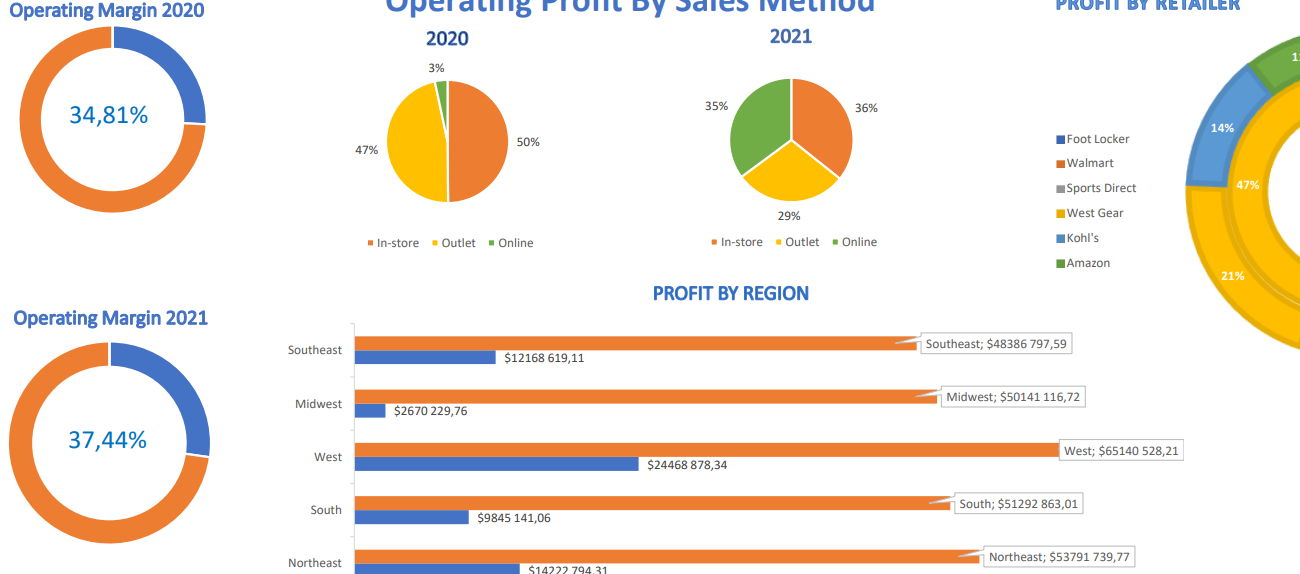 Operating Margin 2020
34,81%
Operating Profit By Sales Method
2020
3%
47%
50%
In-store
Outlet
Online
2021
35%
36%
29%
In-store
Outlet
Online
PROFIT BY RETAILER
Foot Locker
Walmart
Sports Direct
West Gear
Kohl's
Amazon
14%
47%
21%
Operating Margin 2021
37,44%
PROFIT BY REGION
Southeast
Southeast; $48386 797,59
$12168 619,11
Midwest
Midwest; $50141 116,72
$2670 229,76
West
West; $65140 528,21
$24468 878,34
South
South; $51292 863,01
$9845 141,06
Northeast
Northeast; $53791 739,77
$14222 794,31